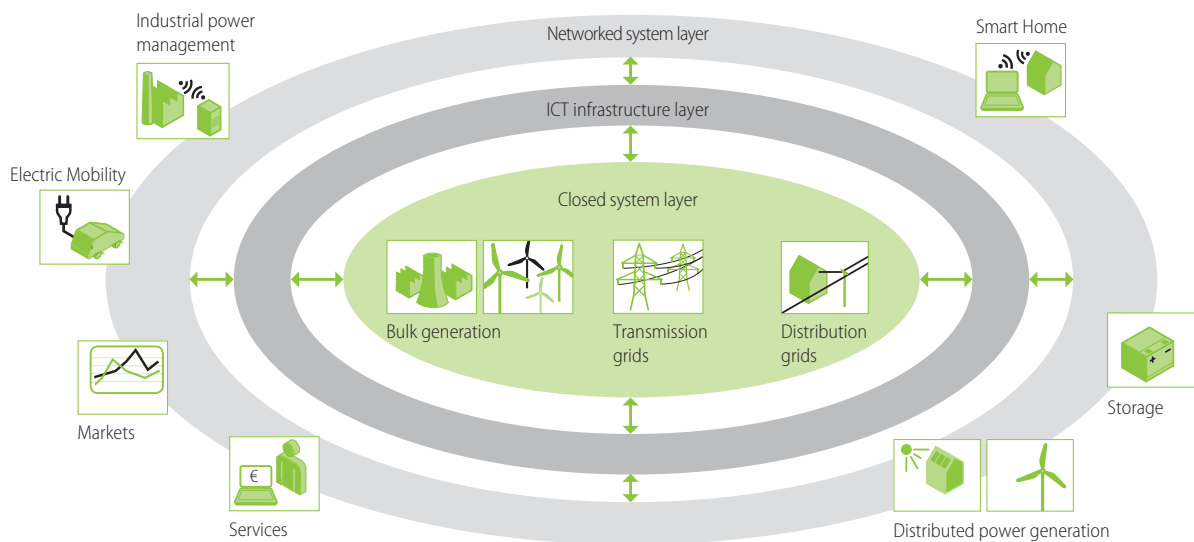 Industrial power
management
Networked system layer
Smart Home
ICT infrastructure layer
Electric Mobility
Closed system layer
Bulk generation
Transmission
grids
Distribution
grids
Markets
Storage
€
Services
Distributed power generation